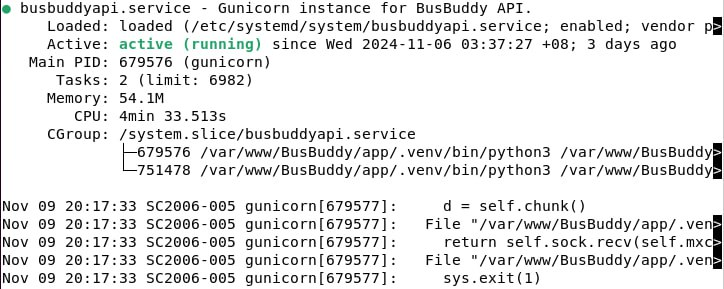 ● busbuddyapi.service - Gunicorn instance for BusBuddy API.
     Loaded: loaded (/etc/systemd/system/busbuddyapi.service; enabled; vendor p>
     Active: active (running) since Wed 2024-11-06 03:37:27 +08; 3 days ago
   Main PID: 679576 (gunicorn)
      Tasks: 2 (limit: 6982)
     Memory: 54.1M
        CPU: 4min 33.513s
     CGroup: /system.slice/busbuddyapi.service
             ├─679576 /var/www/BusBuddy/app/.venv/bin/python3 /var/www/BusBuddy>
             └─751478 /var/www/BusBuddy/app/.venv/bin/python3 /var/www/BusBuddy>

Nov 09 20:17:33 SC2006-005 gunicorn[679577]:     d = self.chunk()
Nov 09 20:17:33 SC2006-005 gunicorn[679577]:   File "/var/www/BusBuddy/app/.ven>
Nov 09 20:17:33 SC2006-005 gunicorn[679577]:     return self.sock.recv(self.mxc>
Nov 09 20:17:33 SC2006-005 gunicorn[679577]:   File "/var/www/BusBuddy/app/.ven>
Nov 09 20:17:33 SC2006-005 gunicorn[679577]:     sys.exit(1)